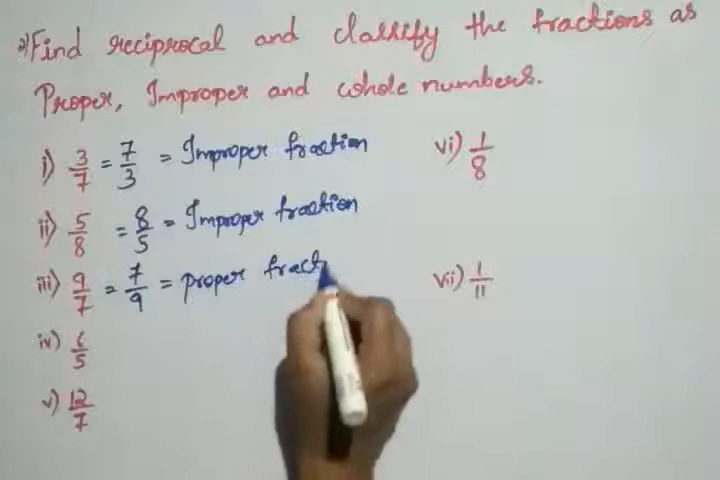 2) Find reciprocal and classify the fractions as
Proper, Improper and whole numbers.
i) 3/7 = 7/3 = Improper fraction
ii) 5/8 = 8/5 = Improper fraction
iii) 9/7 = 7/9 = proper fract
iv) 6/5
v) 12/7
vi) 1/8
vii) 1/11